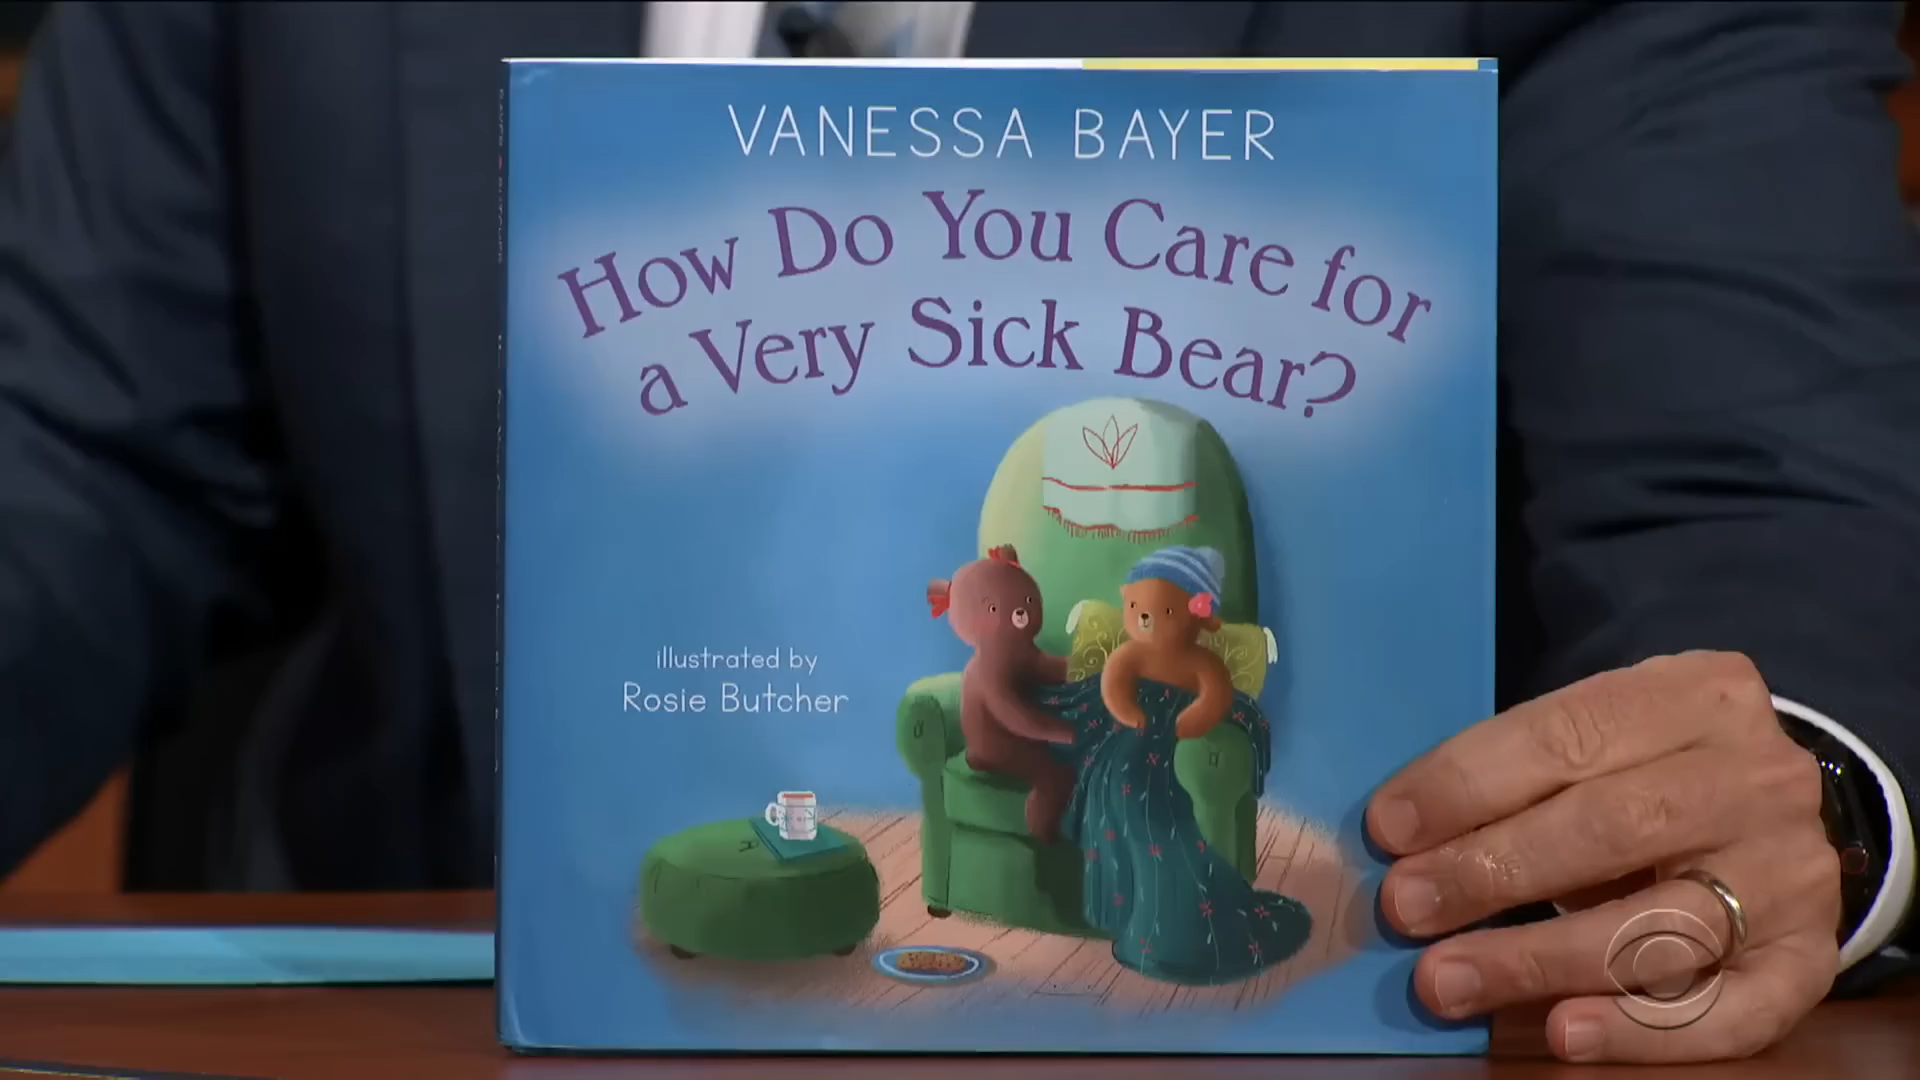 VANESSA BAYER
How Do You Care for
a Very Sick Bear?
illustrated by
Rosie Butcher